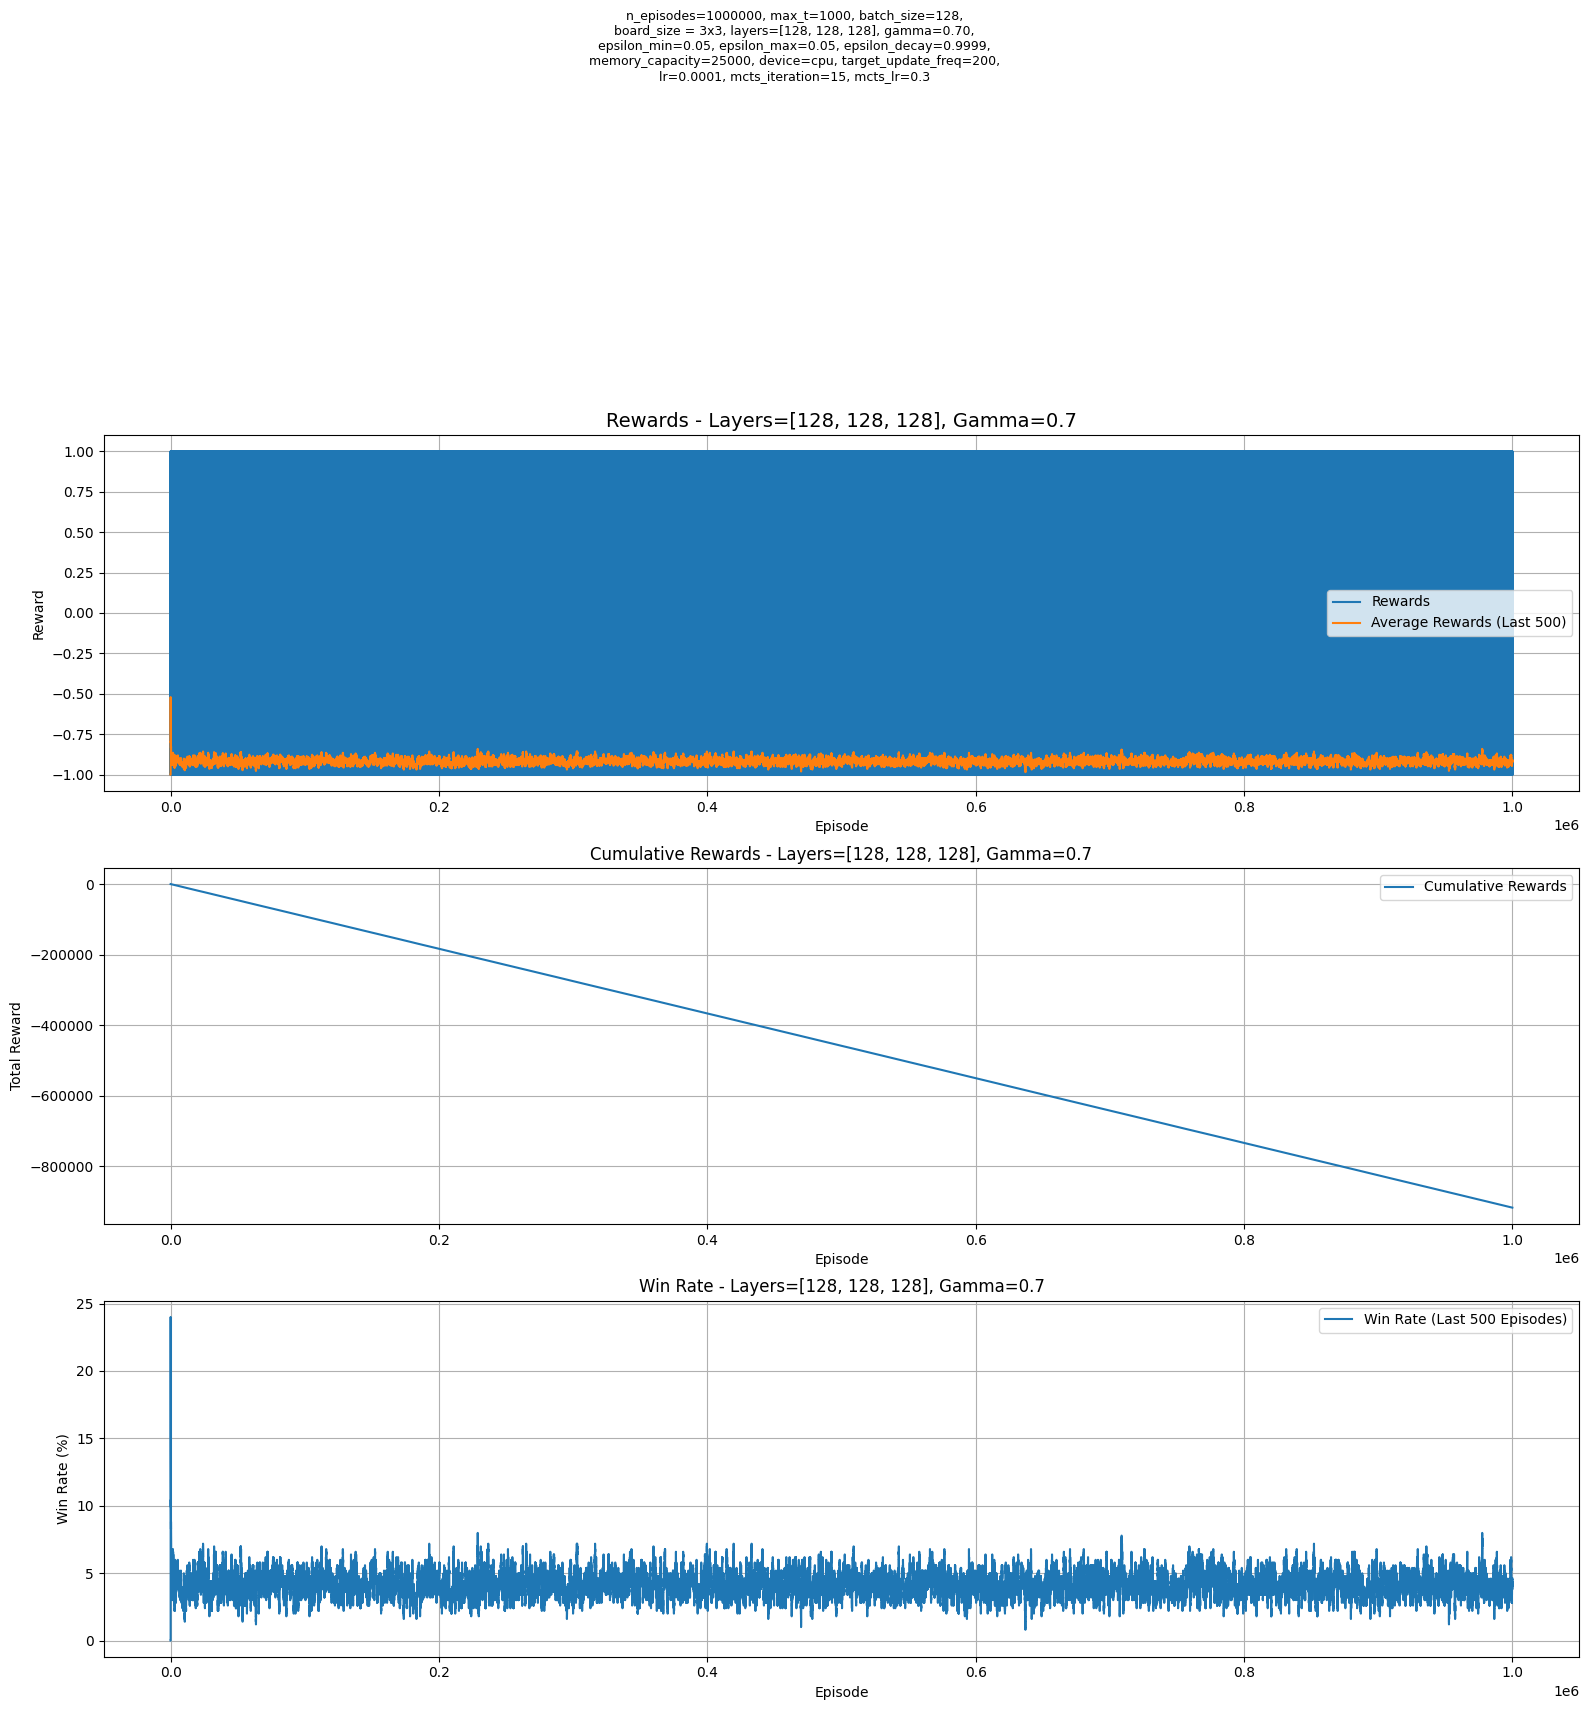 n_episodes=1000000, max_t=1000, batch_size=128,
board_size = 3x3, layers=[128, 128, 128], gamma=0.70,
epsilon_min=0.05, epsilon_max=0.05, epsilon_decay=0.9999,
memory_capacity=25000, device=cpu, target_update_freq=200,
lr=0.0001, mcts_iteration=15, mcts_lr=0.3
Rewards - Layers=[128, 128, 128], Gamma=0.7
1.00
0.75
0.50
0.25
0.00
−0.25
−0.50
−0.75
−1.00
Reward
Rewards
Average Rewards (Last 500)
0.0
0.2
0.4
0.6
0.8
1.0
1e6
Episode
Cumulative Rewards - Layers=[128, 128, 128], Gamma=0.7
0
−200000
−400000
−600000
−800000
Total Reward
Cumulative Rewards
0.0
0.2
0.4
0.6
0.8
1.0
1e6
Episode
Win Rate - Layers=[128, 128, 128], Gamma=0.7
25
20
15
10
5
0
Win Rate (%)
Win Rate (Last 500 Episodes)
0.0
0.2
0.4
0.6
0.8
1.0
1e6
Episode